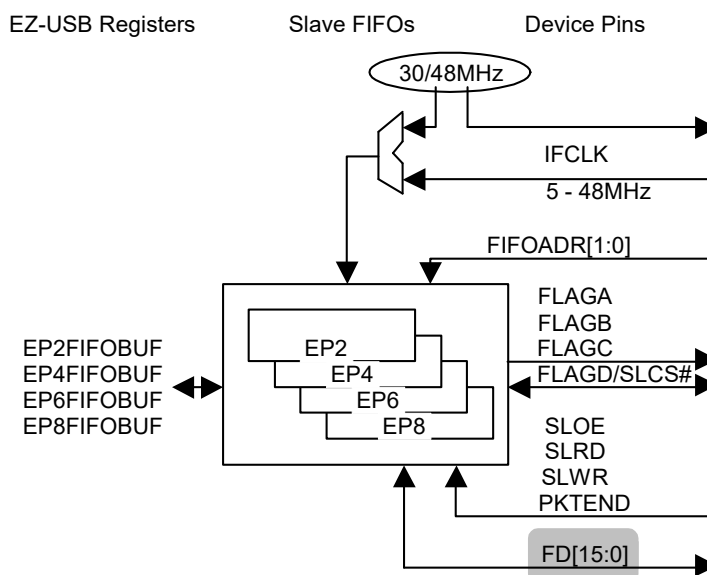 EZ-USB Registers Slave FIFOs Device Pins
30/48MHz
IFCLK
5 - 48MHz
FIFOADR[1:0]
FLAGA
FLAGB
FLAGC
FLAGD/SLCS#
EP2FIFOBUF
EP4FIFOBUF
EP6FIFOBUF
EP8FIFOBUF
EP2
EP4
EP6
EP8
SLOE
SLRD
SLWR
PKTEND
FD[15:0]